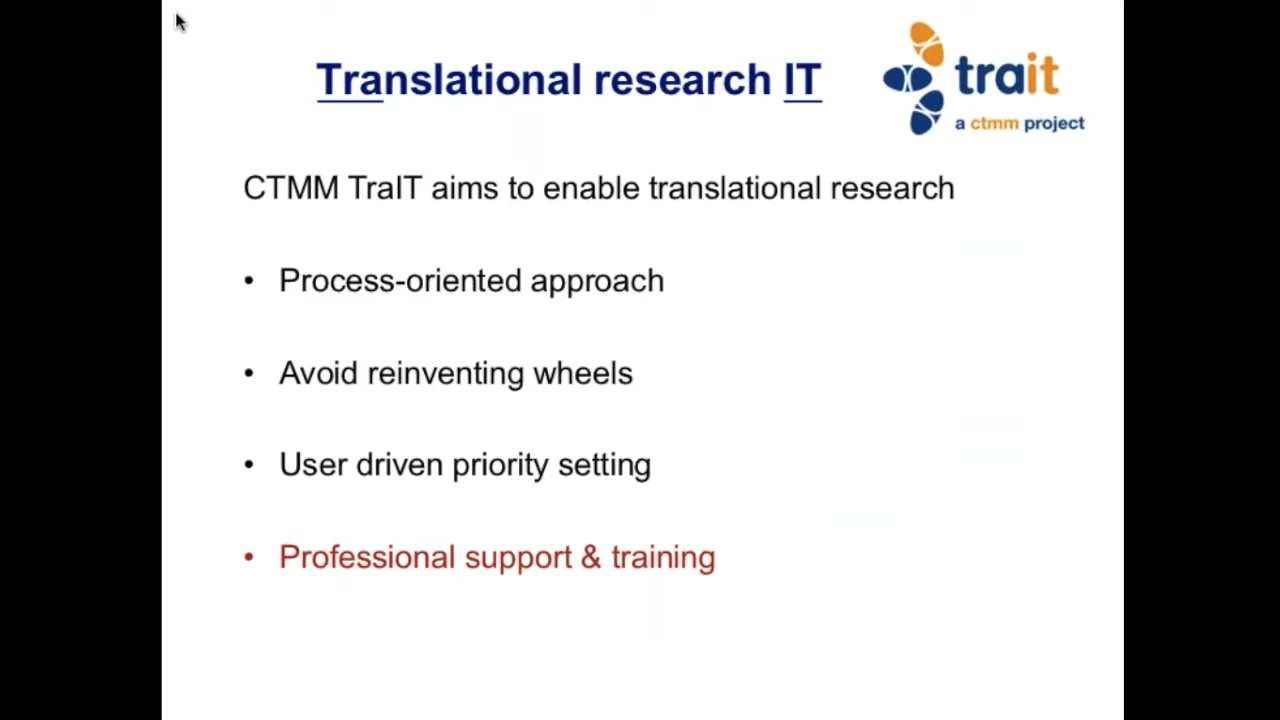 Translational research IT
trait
a ctmm project
CTMM TraIT aims to enable translational research
• Process-oriented approach
• Avoid reinventing wheels
• User driven priority setting
• Professional support & training